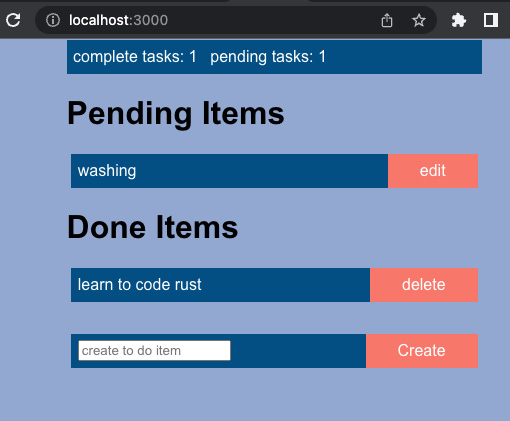 localhost:3000
complete tasks: 1 pending tasks: 1
Pending Items
washing edit
Done Items
learn to code rust delete
create to do item Create